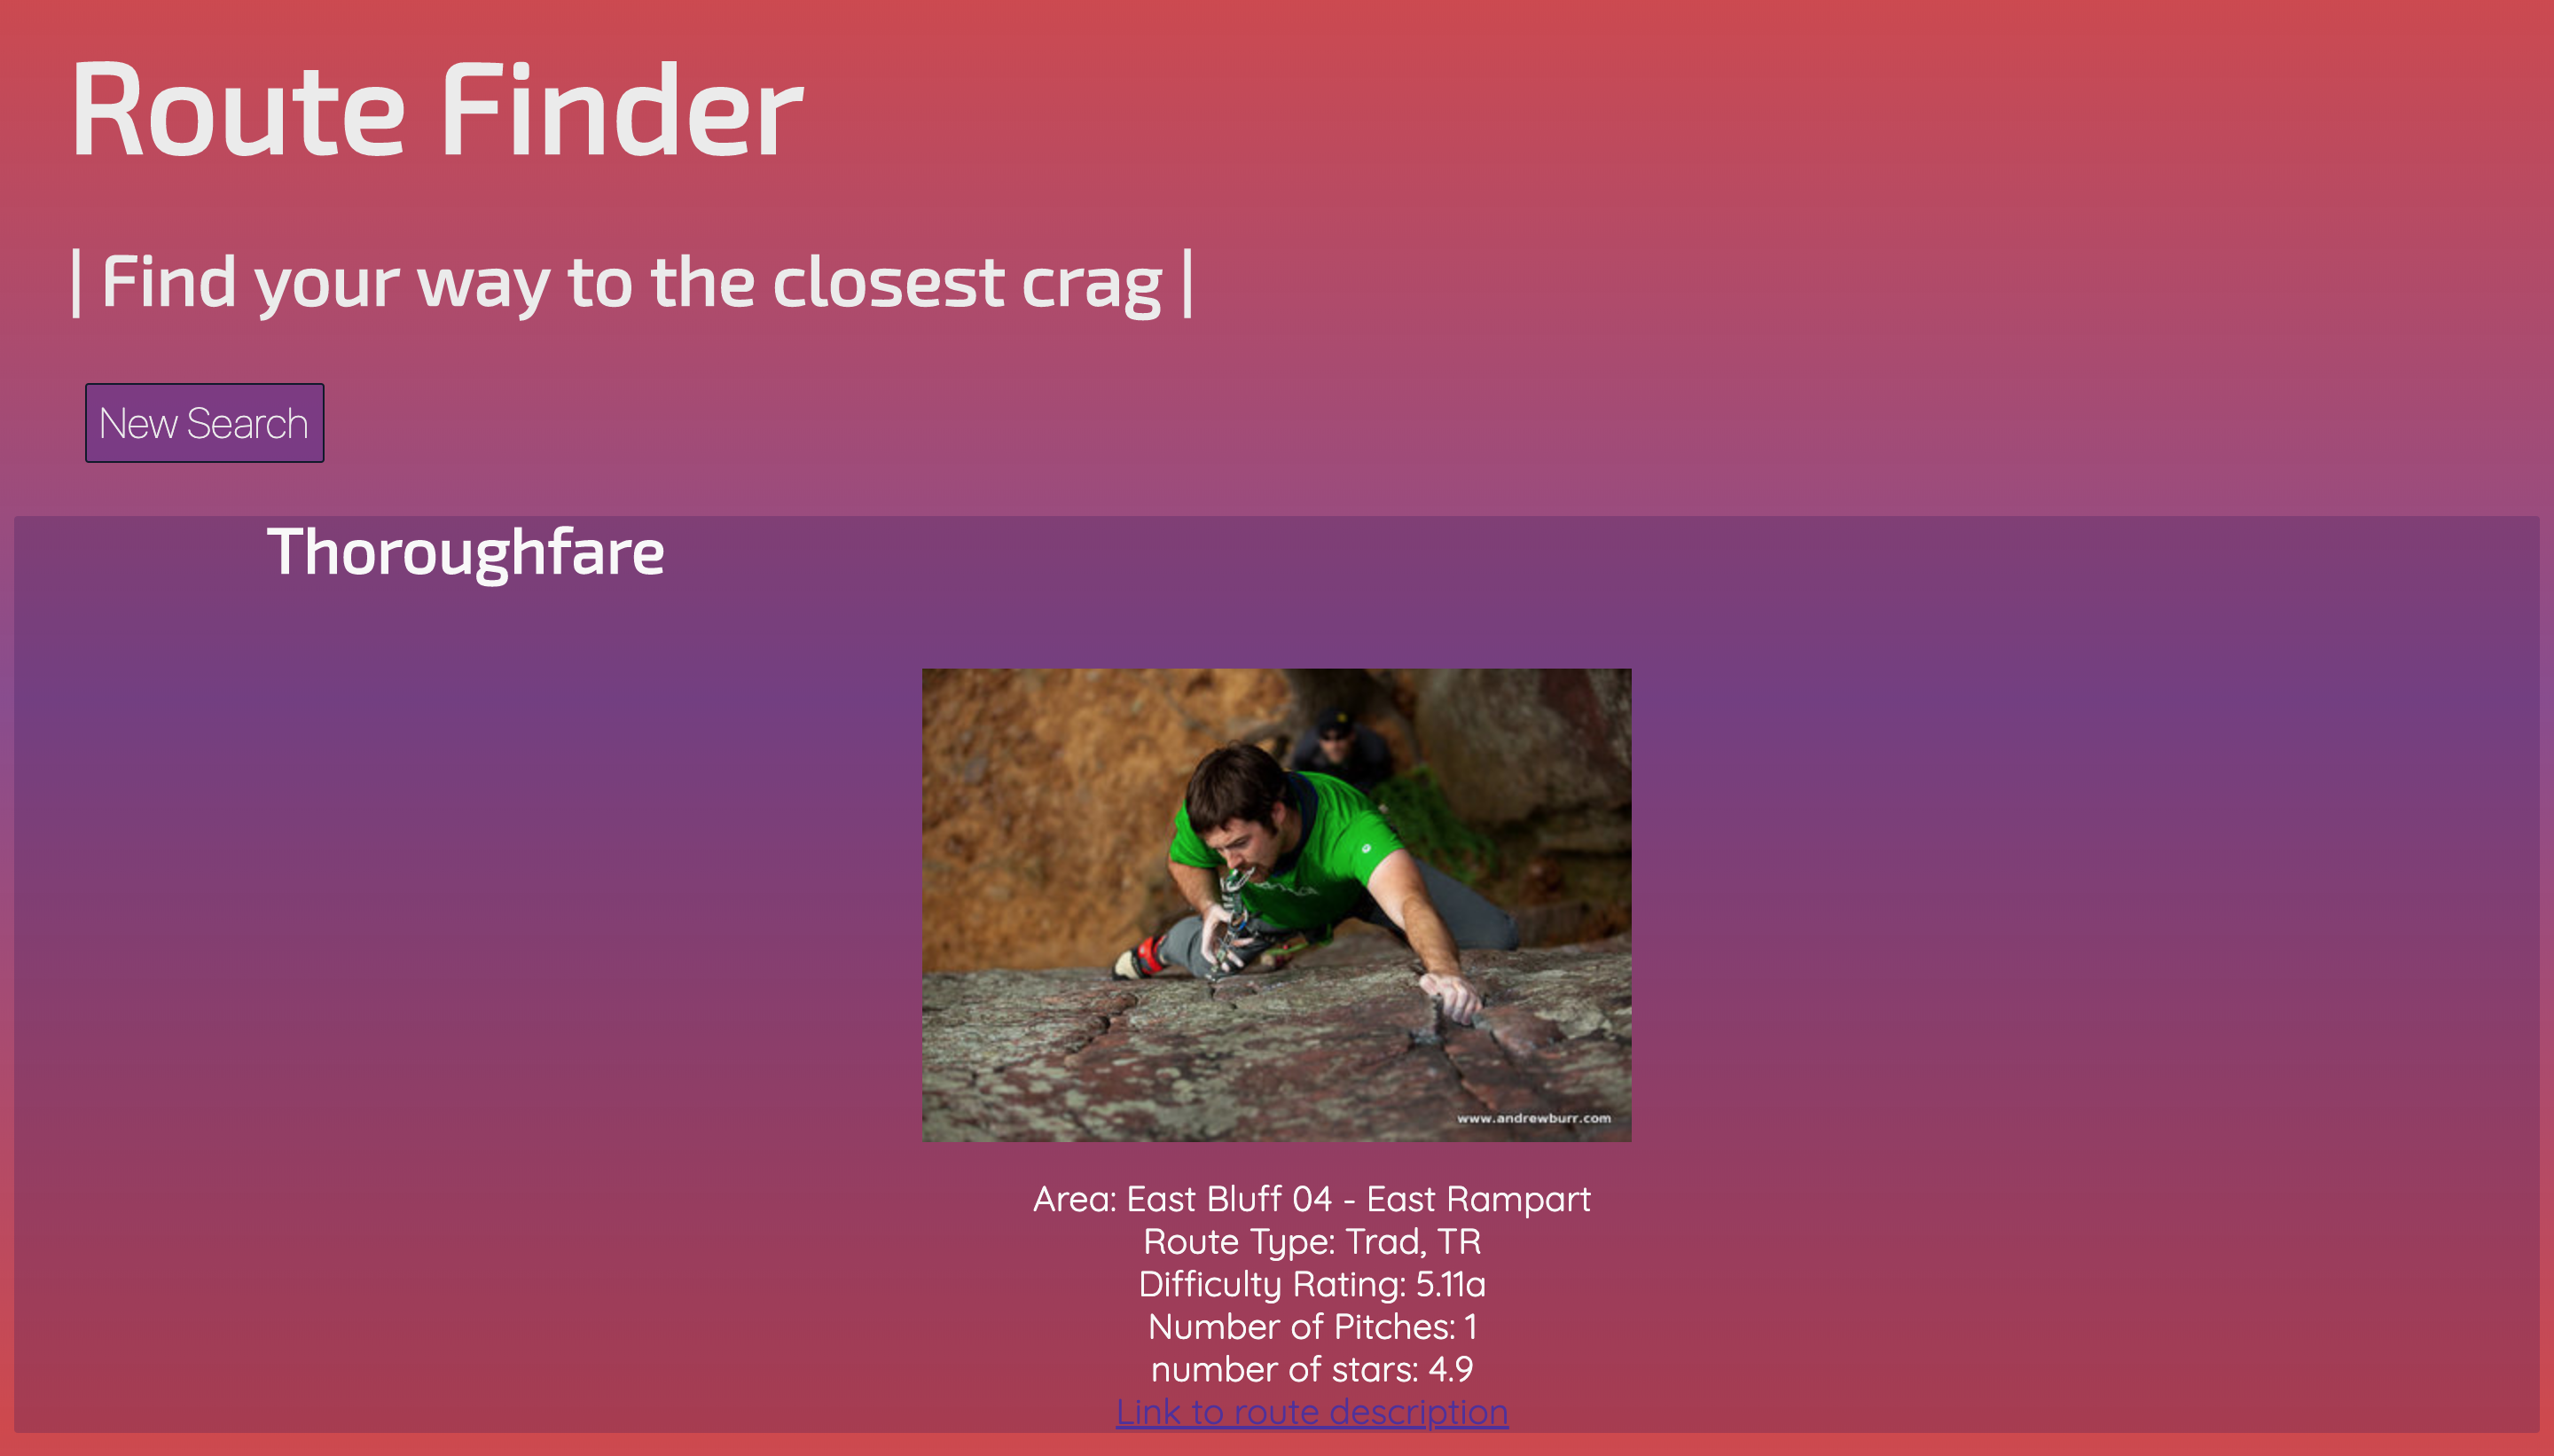 Route Finder
| Find your way to the closest crag |
New Search
Thoroughfare
www.andrewburr.com
Area: East Bluff 04 - East Rampart
Route Type: Trad, TR
Difficulty Rating: 5.11a
Number of Pitches: 1
number of stars: 4.9
Link to route description